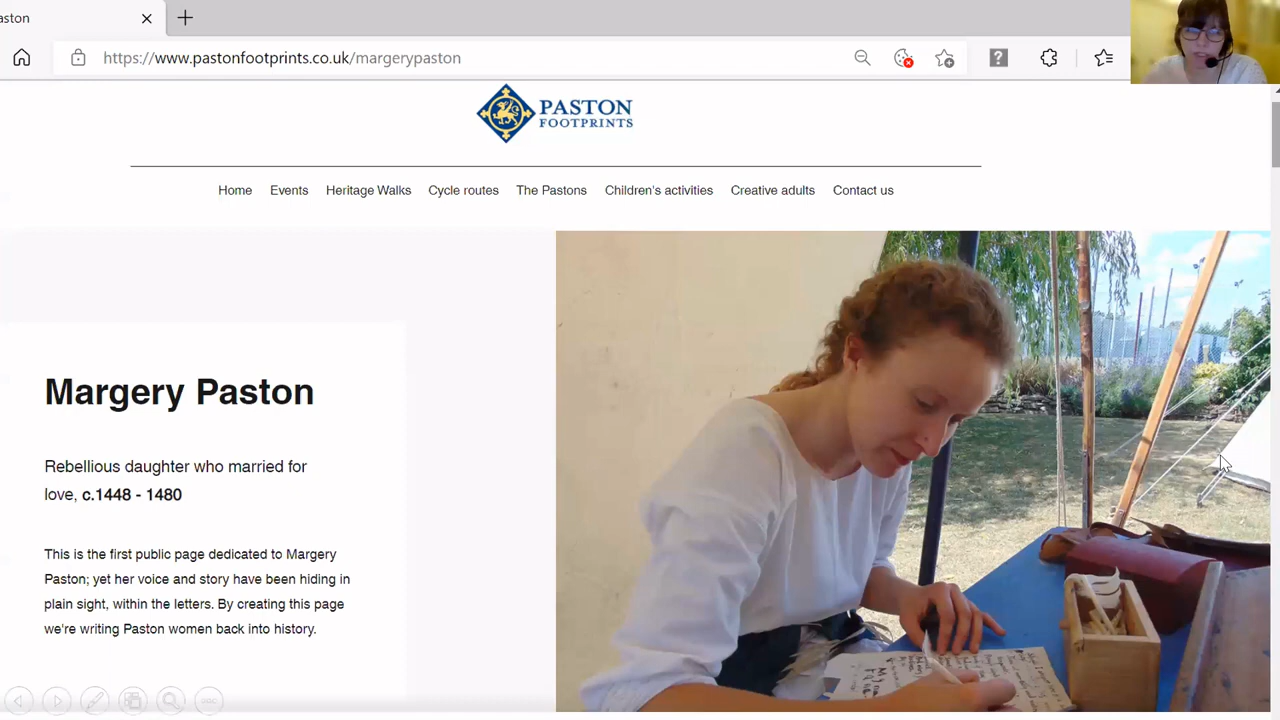 aston
https://www.pastonfootprints.co.uk/margerypaston
PASTON
FOOTPRINTS
Home Events Heritage Walks Cycle routes The Pastons Children's activities Creative adults Contact us
Margery Paston
Rebellious daughter who married for
love, c.1448 - 1480
This is the first public page dedicated to Margery
Paston; yet her voice and story have been hiding in
plain sight, within the letters. By creating this page
we're writing Paston women back into history.